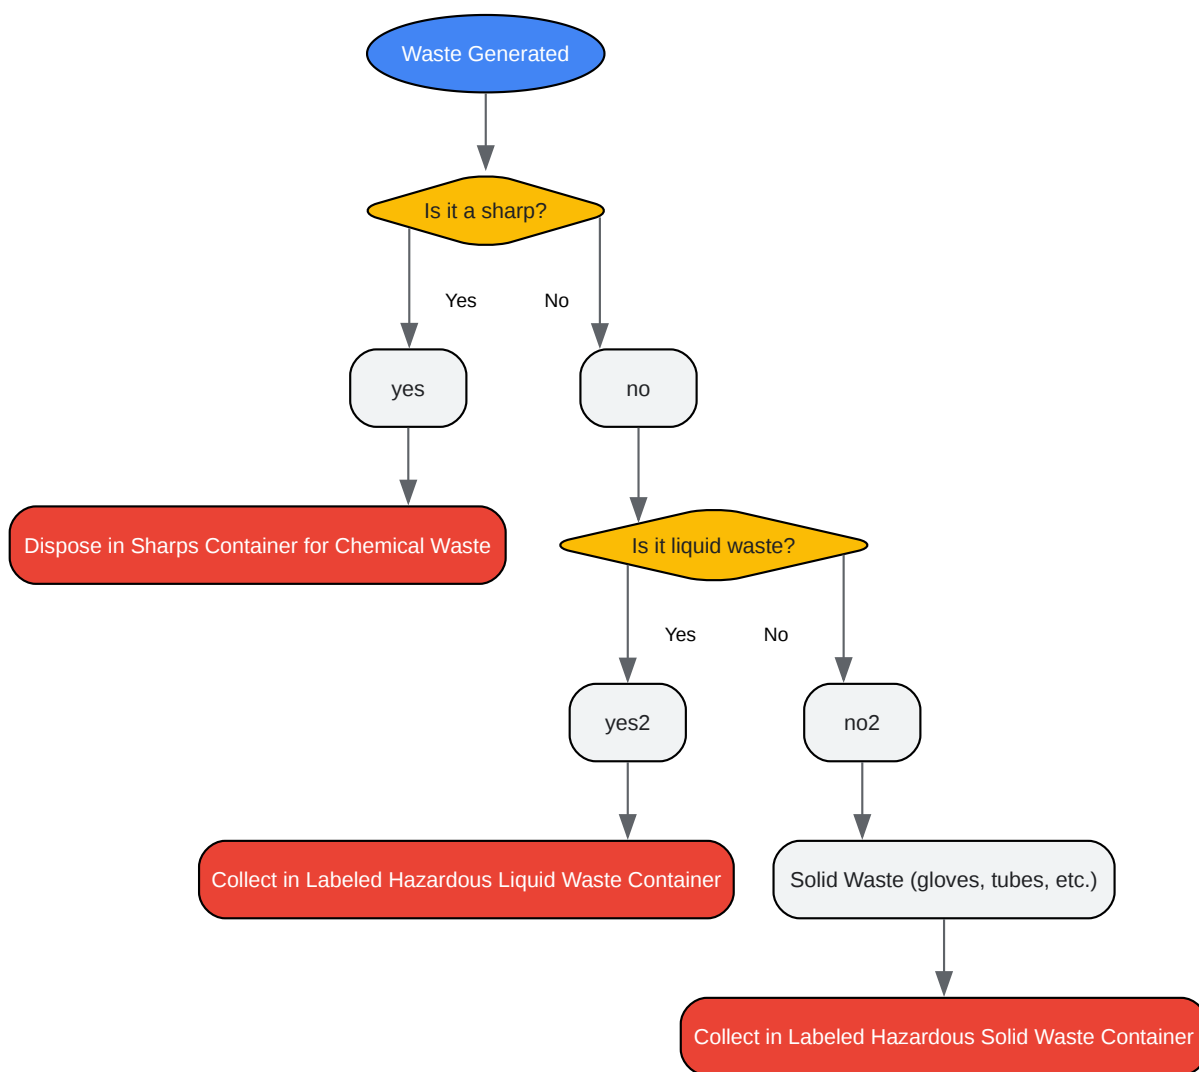 Waste Generated
Is it a sharp?
Yes
No
yes
no
Dispose in Sharps Container for Chemical Waste
Is it liquid waste?
Yes
No
yes2
no2
Collect in Labeled Hazardous Liquid Waste Container
Solid Waste (gloves, tubes, etc.)
Collect in Labeled Hazardous Solid Waste Container